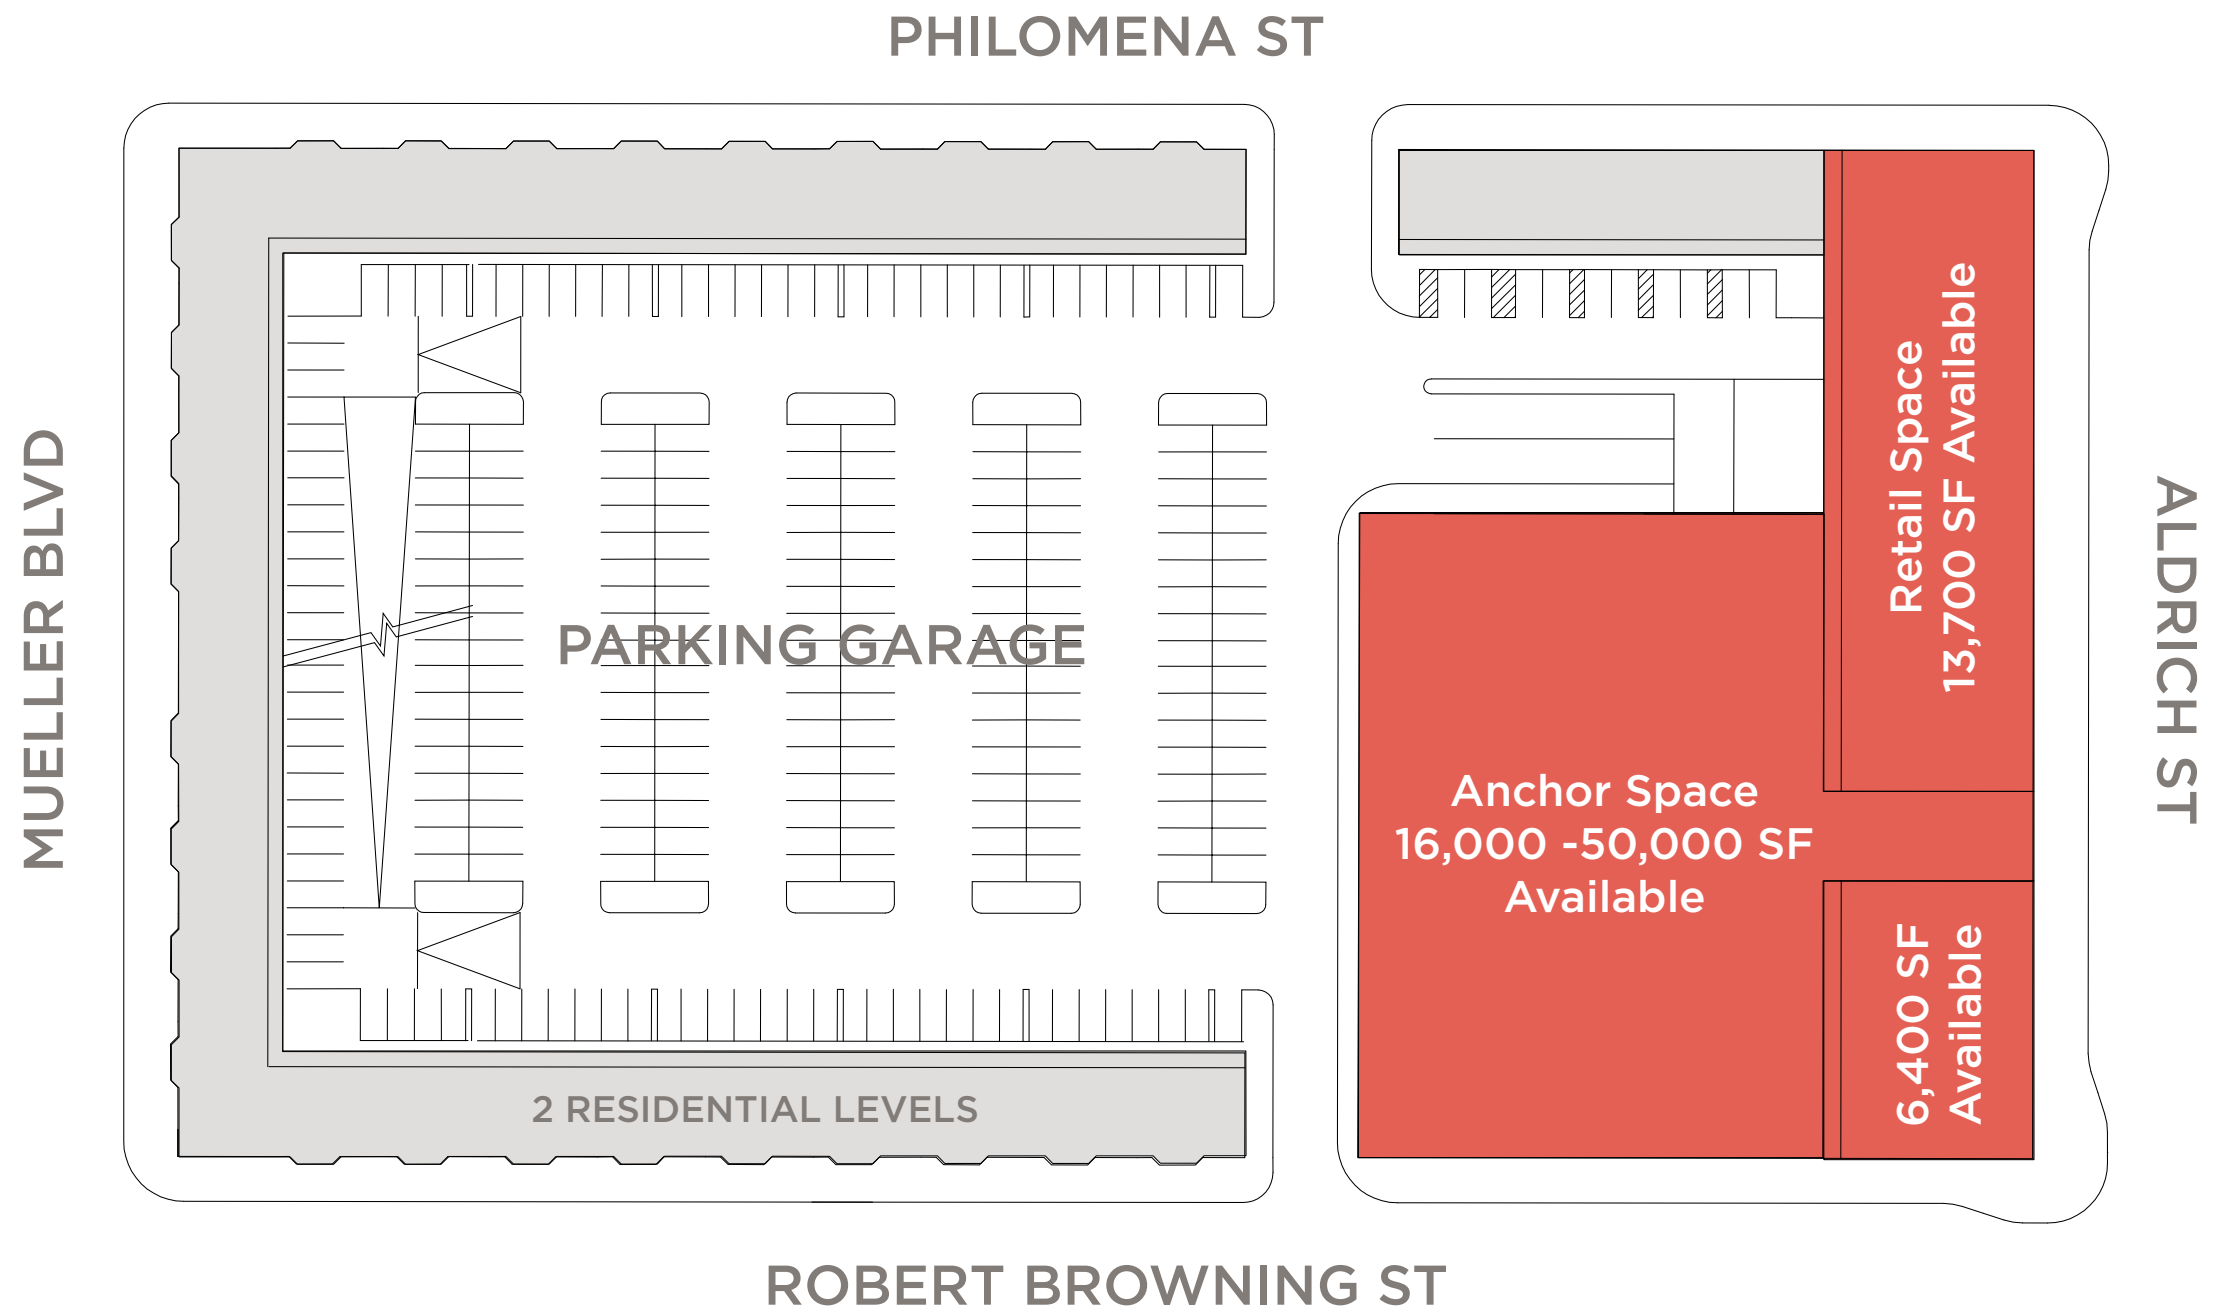 PHILOMENA ST
MUELLER BLVD
PARKING GARAGE
Retail Space
13,700 SF Available
ALDRICH ST
Anchor Space
16,000 -50,000 SF
Available
6,400 SF
Available
2 RESIDENTIAL LEVELS
ROBERT BROWNING ST